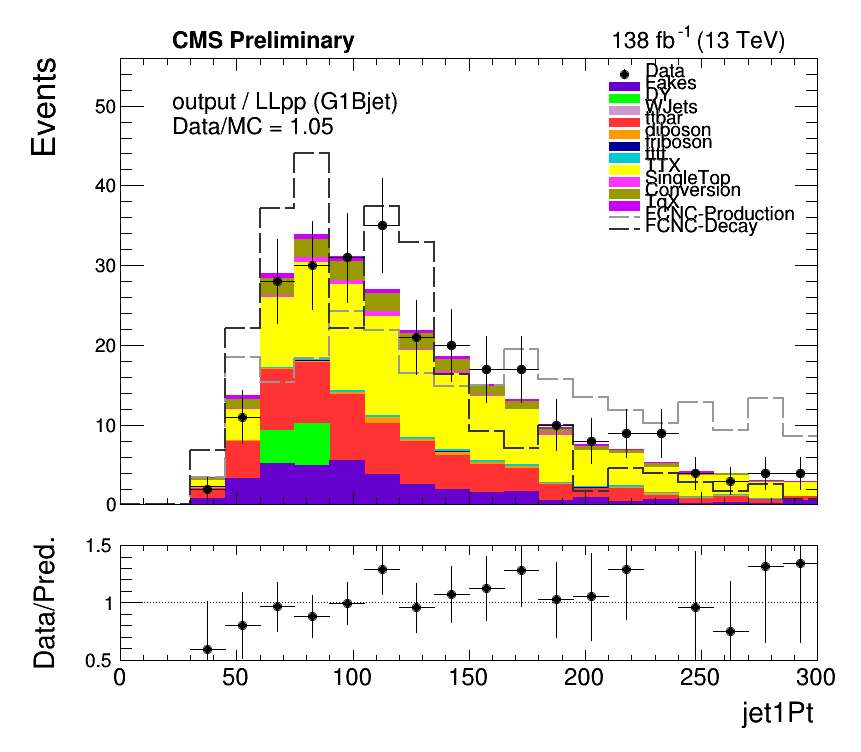 CMS Preliminary
138 fb-1 (13 TeV)
Events
output / LLpp (G1Bjet)
Data/MC = 1.05
Data
Fakes
DY
WJets
ttbar
diboson
triboson
tttt
TTX
SingleTop
Conversion
TqX
FCNC-Production
FCNC-Decay
50
40
30
20
10
0
Data/Pred.
1.5
1
0.5
0 50 100 150 200 250 300
jet1Pt